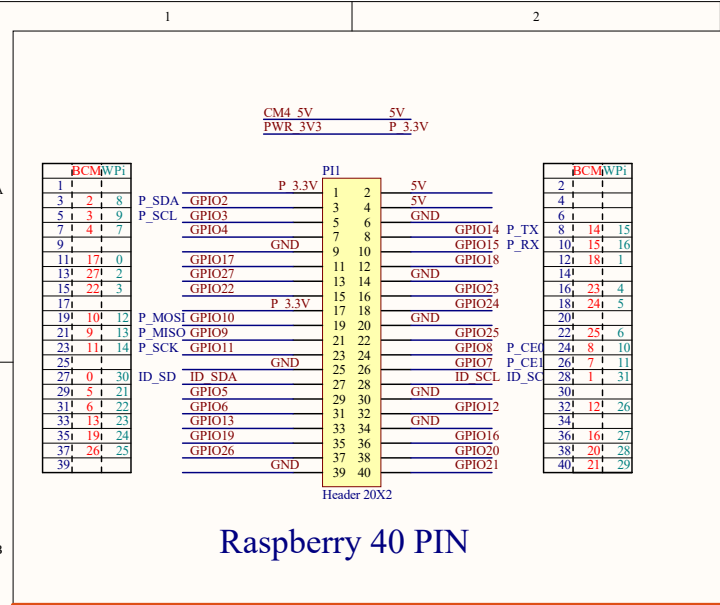 1 2
CM4_5V 5V
PWR_3V3 P_3.3V
BCM WPi PI1 BCM WPi
1 P_3.3V 1 2 5V 2
3 2 8 P_SDA GPIO2 3 4 5V 4
5 3 9 P_SCL GPIO3 5 6 GND 6
7 4 7 GPIO4 7 8 GPIO14 P_TX 8 14 15
9 GND 9 10 GPIO15 P_RX 10 15 16
11 17 0 GPIO17 11 12 GPIO18 12 18 1
13 27 2 GPIO27 13 14 GND 14
15 22 3 GPIO22 15 16 GPIO23 16 23 4
17 P_3.3V 17 18 GPIO24 18 24 5
19 10 12 P_MOSI GPIO10 19 20 GND 20
21 9 13 P_MISO GPIO9 21 22 GPIO25 22 25 6
23 11 14 P_SCK GPIO11 23 24 GPIO8 P_CE0 24 8 10
25 GND 25 26 GPIO7 P_CE1 26 7 11
27 0 30 ID_SD ID_SDA 27 28 ID_SCL ID_SC 28 1 31
29 5 21 GPIO5 29 30 GND 30
31 6 22 GPIO6 31 32 GPIO12 32 12 26
33 13 23 GPIO13 33 34 GND 34
35 19 24 GPIO19 35 36 GPIO16 36 16 27
37 26 25 GPIO26 37 38 GPIO20 38 20 28
39 GND 39 40 GPIO21 40 21 29
Header 20X2
Raspberry 40 PIN